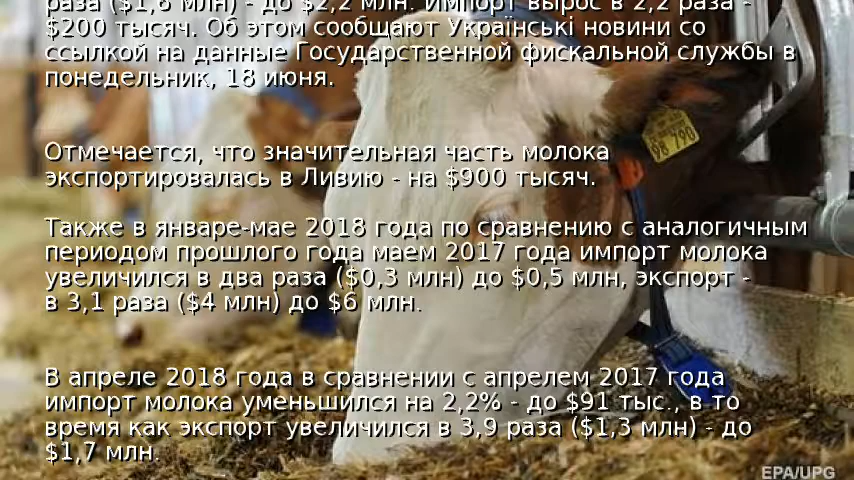 раза ($1,6 млн) - до $2,2 млн. Импорт вырос в 2,2 раза -
$200 тысяч. Об этом сообщают Українські новини со
ссылкой на данные Государственной фискальной службы в
понедельник, 18 июня.
Отмечается, что значительная часть молока
экспортировалась в Ливию - на $900 тысяч.
Также в январе-мае 2018 года по сравнению с аналогичным
периодом прошлого года маем 2017 года импорт молока
увеличился в два раза ($0,3 млн) до $0,5 млн, экспорт -
в 3,1 раза ($4 млн) до $6 млн.
В апреле 2018 года в сравнении с апрелем 2017 года
импорт молока уменьшился на 2,2% - до $91 тыс., в то
время как экспорт увеличился в 3,9 раза ($1,3 млн) - до
$1,7 млн.
EPA/UPG